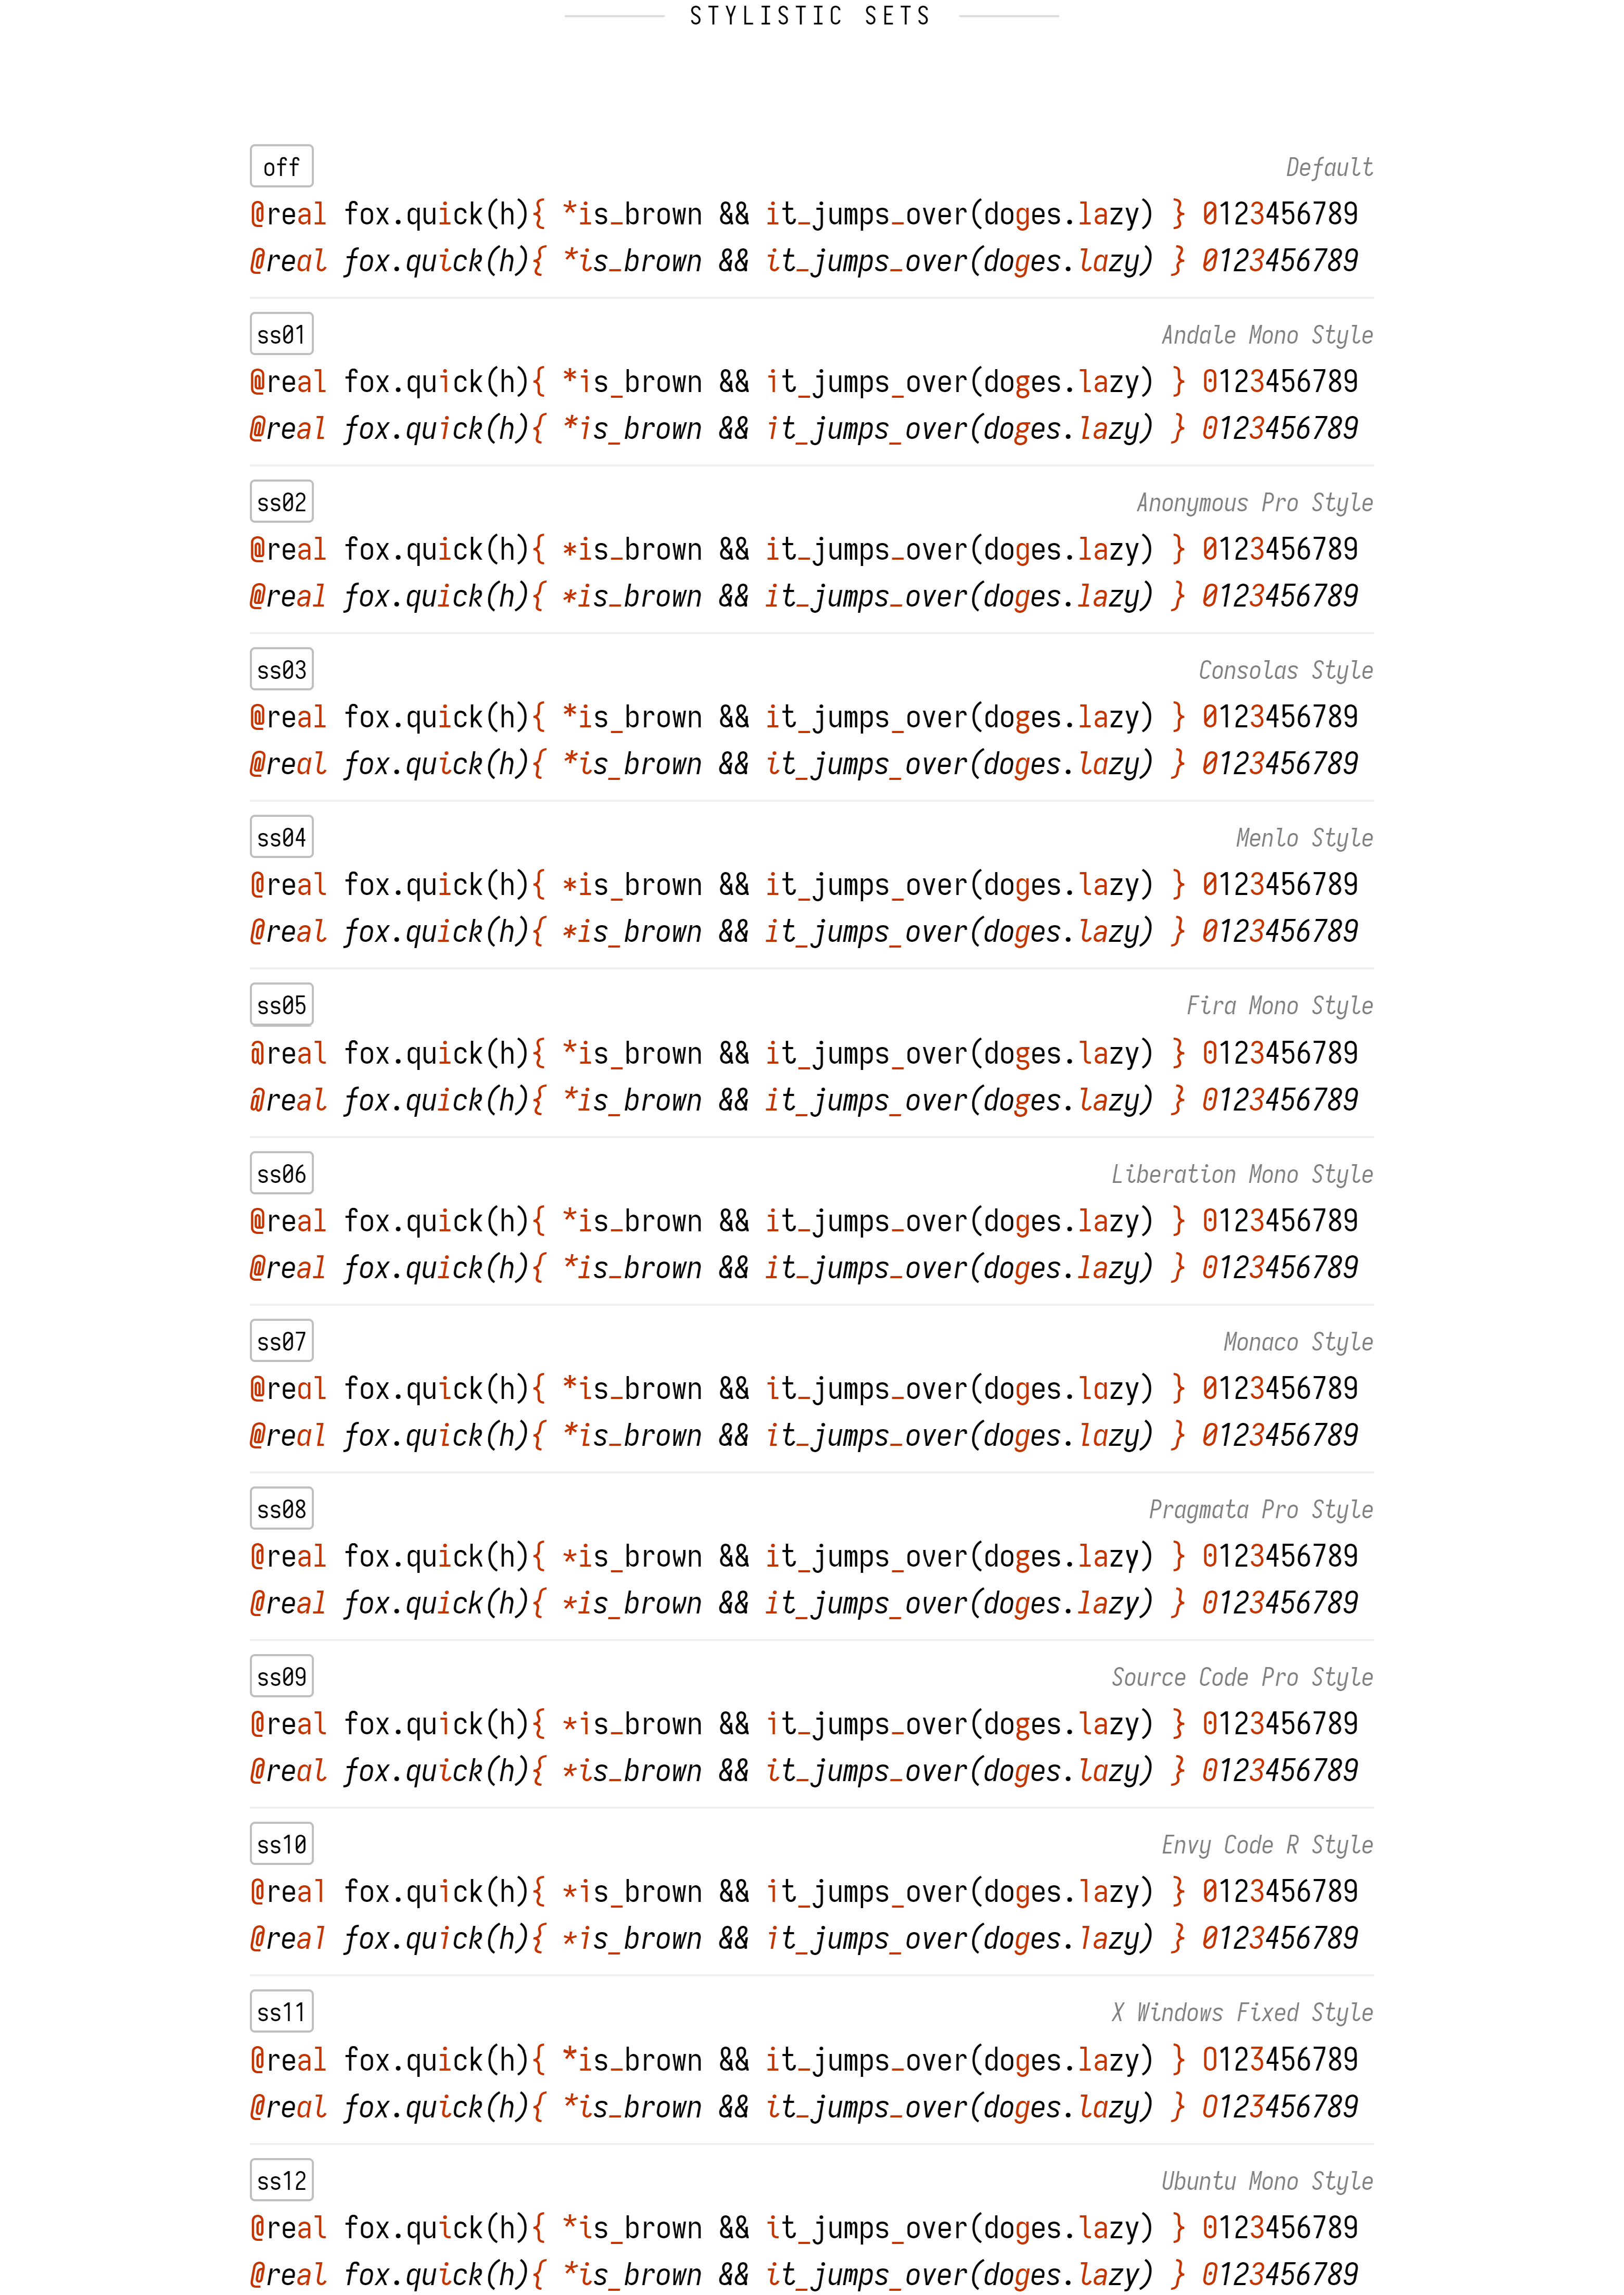 STYLISTIC SETS
off Default
@real fox.quick(h){ *is_brown && it_jumps_over(doges.lazy) } 0123456789
@real fox.quick(h){ *is_brown && it_jumps_over(doges.lazy) } 0123456789
ss01 Andale Mono Style
@real fox.quick(h){ *is_brown && it_jumps_over(doges.lazy) } 0123456789
@real fox.quick(h){ *is_brown && it_jumps_over(doges.lazy) } 0123456789
ss02 Anonymous Pro Style
@real fox.quick(h){ *is_brown && it_jumps_over(doges.lazy) } 0123456789
@real fox.quick(h){ *is_brown && it_jumps_over(doges.lazy) } 0123456789
ss03 Consolas Style
@real fox.quick(h){ *is_brown && it_jumps_over(doges.lazy) } 0123456789
@real fox.quick(h){ *is_brown && it_jumps_over(doges.lazy) } 0123456789
ss04 Menlo Style
@real fox.quick(h){ *is_brown && it_jumps_over(doges.lazy) } 0123456789
@real fox.quick(h){ *is_brown && it_jumps_over(doges.lazy) } 0123456789
ss05 Fira Mono Style
@real fox.quick(h){ *is_brown && it_jumps_over(doges.lazy) } 0123456789
@real fox.quick(h){ *is_brown && it_jumps_over(doges.lazy) } 0123456789
ss06 Liberation Mono Style
@real fox.quick(h){ *is_brown && it_jumps_over(doges.lazy) } 0123456789
@real fox.quick(h){ *is_brown && it_jumps_over(doges.lazy) } 0123456789
ss07 Monaco Style
@real fox.quick(h){ *is_brown && it_jumps_over(doges.lazy) } 0123456789
@real fox.quick(h){ *is_brown && it_jumps_over(doges.lazy) } 0123456789
ss08 Pragmata Pro Style
@real fox.quick(h){ *is_brown && it_jumps_over(doges.lazy) } 0123456789
@real fox.quick(h){ *is_brown && it_jumps_over(doges.lazy) } 0123456789
ss09 Source Code Pro Style
@real fox.quick(h){ *is_brown && it_jumps_over(doges.lazy) } 0123456789
@real fox.quick(h){ *is_brown && it_jumps_over(doges.lazy) } 0123456789
ss10 Envy Code R Style
@real fox.quick(h){ *is_brown && it_jumps_over(doges.lazy) } 0123456789
@real fox.quick(h){ *is_brown && it_jumps_over(doges.lazy) } 0123456789
ss11 X Windows Fixed Style
@real fox.quick(h){ *is_brown && it_jumps_over(doges.lazy) } 0123456789
@real fox.quick(h){ *is_brown && it_jumps_over(doges.lazy) } 0123456789
ss12 Ubuntu Mono Style
@real fox.quick(h){ *is_brown && it_jumps_over(doges.lazy) } 0123456789
@real fox.quick(h){ *is_brown && it_jumps_over(doges.lazy) } 0123456789